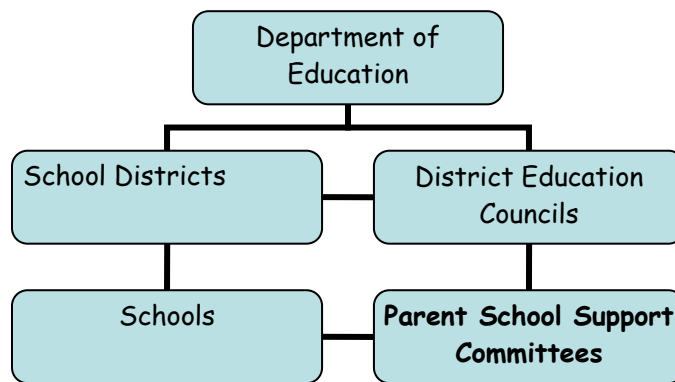 Department of
Education
School Districts
District Education
Councils
Schools
Parent School Support
Committees